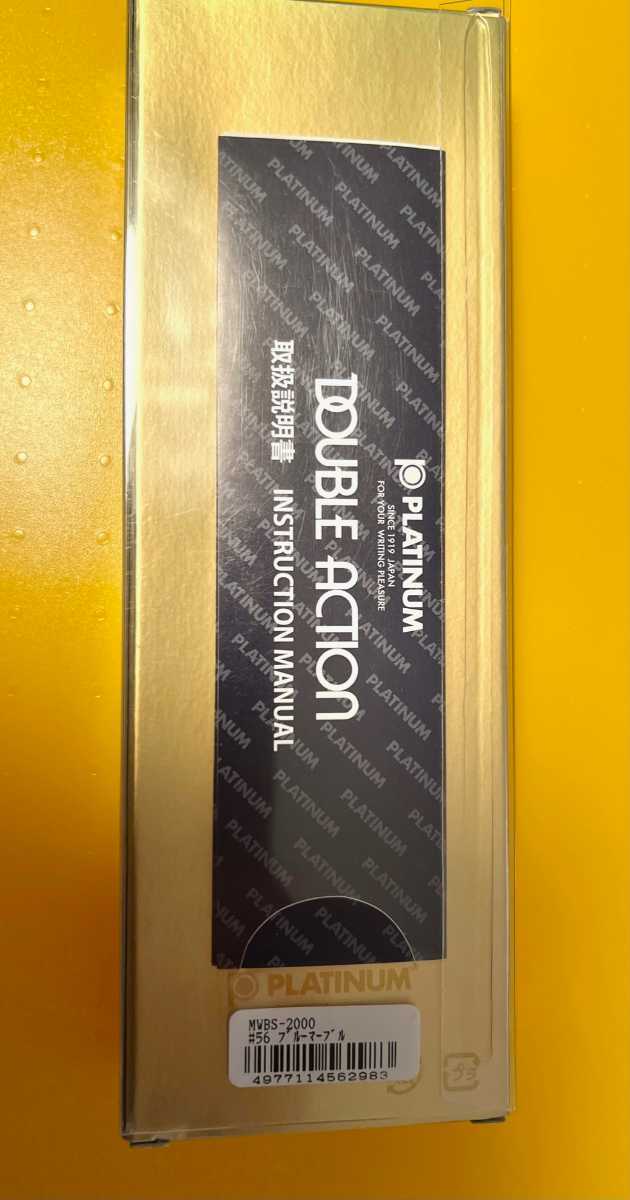 PLATINUM
SINCE 1919 JAPAN
FOR YOUR WRITING PLEASURE
DOUBLE ACTION
取扱説明書 INSTRUCTION MANUAL
PLATINUM
MWBS-2000
#56 ﾌﾞﾙｰﾏｰﾌﾞﾙ
4977114562983